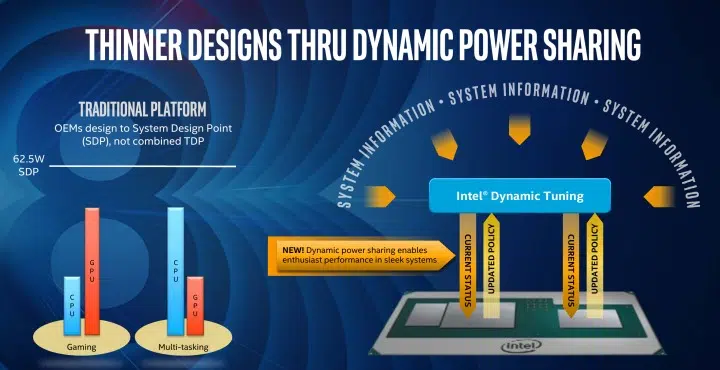 THINNER DESIGNS THRU DYNAMIC POWER SHARING
TRADITIONAL PLATFORM
OEMs design to System Design Point
(SDP), not combined TDP
62.5W
SDP
CPU
GPU
Gaming
CPU
GPU
Multi-tasking
SYSTEM INFORMATION • SYSTEM INFORMATION • SYSTEM INFORMATION
Intel® Dynamic Tuning
NEW! Dynamic power sharing enables
enthusiast performance in sleek systems
CURRENT STATUS
UPDATED POLICY
CURRENT STATUS
UPDATED POLICY
intel